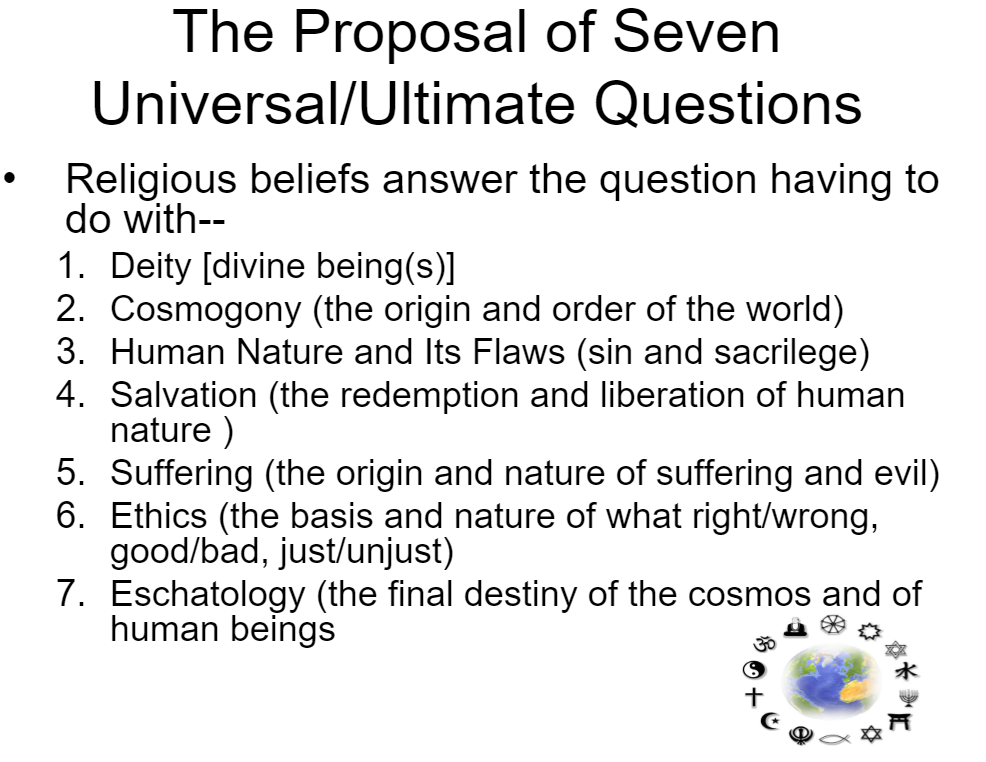 The Proposal of Seven
Universal/Ultimate Questions
• Religious beliefs answer the question having to
do with--
1. Deity [divine being(s)]
2. Cosmogony (the origin and order of the world)
3. Human Nature and Its Flaws (sin and sacrilege)
4. Salvation (the redemption and liberation of human
nature )
5. Suffering (the origin and nature of suffering and evil)
6. Ethics (the basis and nature of what right/wrong,
good/bad, just/unjust)
7. Eschatology (the final destiny of the cosmos and of
human beings